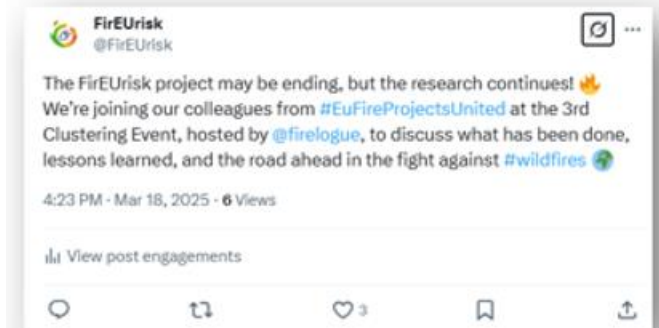 FirEUrisk
@FirEUrisk
The FirEUrisk project may be ending, but the research continues! 🔥
We're joining our colleagues from #EuFireProjectsUnited at the 3rd
Clustering Event, hosted by @firelogue, to discuss what has been done,
lessons learned, and the road ahead in the fight against #wildfires 🌍
4:23 PM · Mar 18, 2025 · 6 Views
View post engagements
3